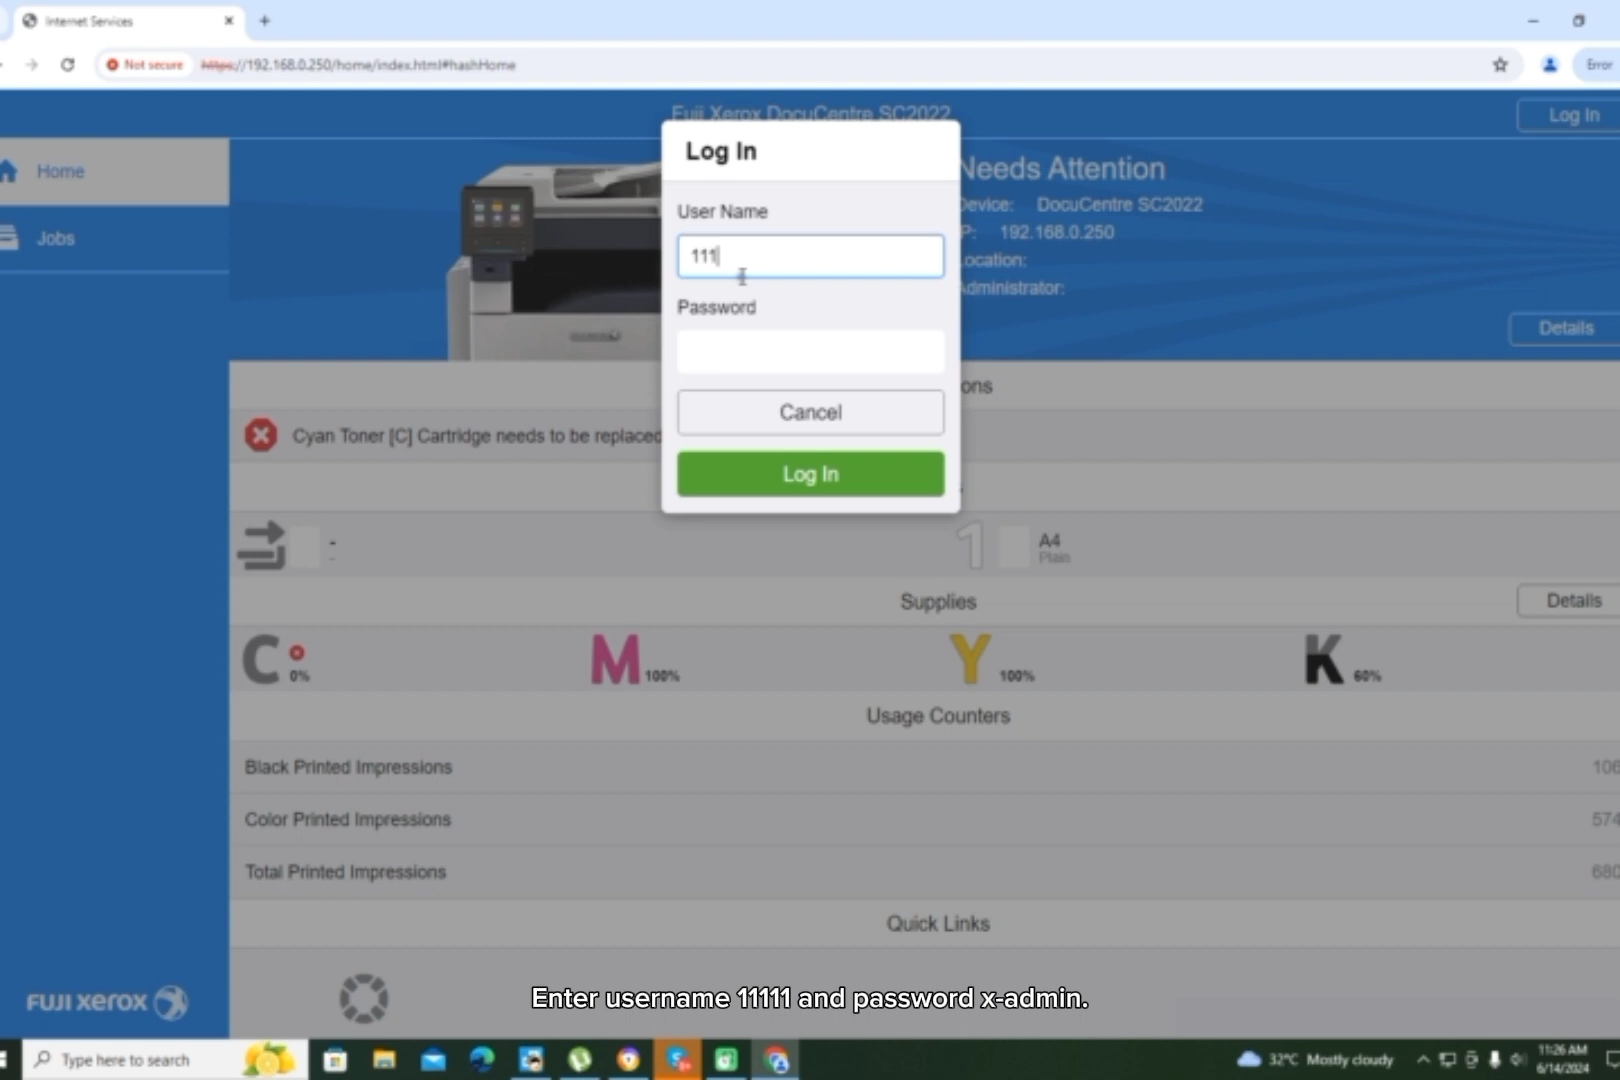 Internet Services
Not secure https://192.168.0.250/home/index.html#hashHome
Error
Fuji Xerox DocuCentre SC2022
Log In
Home
Jobs
Log In
User Name
111
Password
Cancel
Log In
Needs Attention
Device: DocuCentre SC2022
192.168.0.250
Location:
Administrator:
Details
Cyan Toner [C] Cartridge needs to be replaced
1
A4
Plain
Supplies
Details
C 0%
M 100%
Y 100%
K 60%
Usage Counters
Black Printed Impressions 106
Color Printed Impressions 574
Total Printed Impressions 680
Quick Links
FUJI xerox
Enter username 11111 and password x-admin.
Type here to search
32°C Mostly cloudy
11:26 AM
6/14/2024